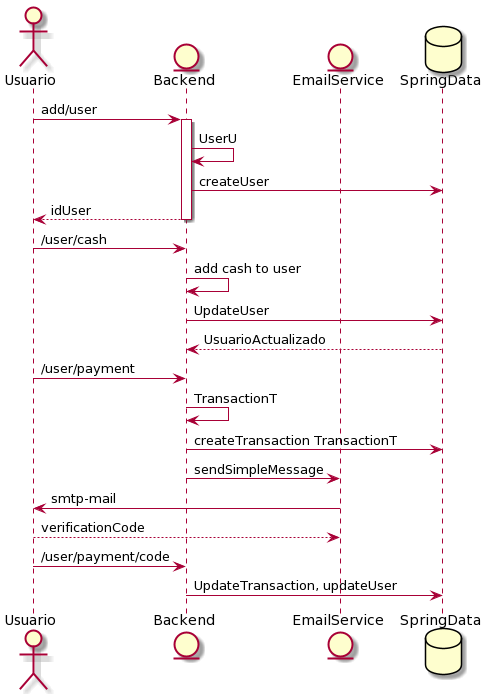 Usuario Backend EmailService SpringData
add/user
UserU
createUser
idUser
/user/cash
add cash to user
UpdateUser
UsuarioActualizado
/user/payment
TransactionT
createTransaction TransactionT
sendSimpleMessage
smtp-mail
verificationCode
/user/payment/code
UpdateTransaction, updateUser
Usuario Backend EmailService SpringData